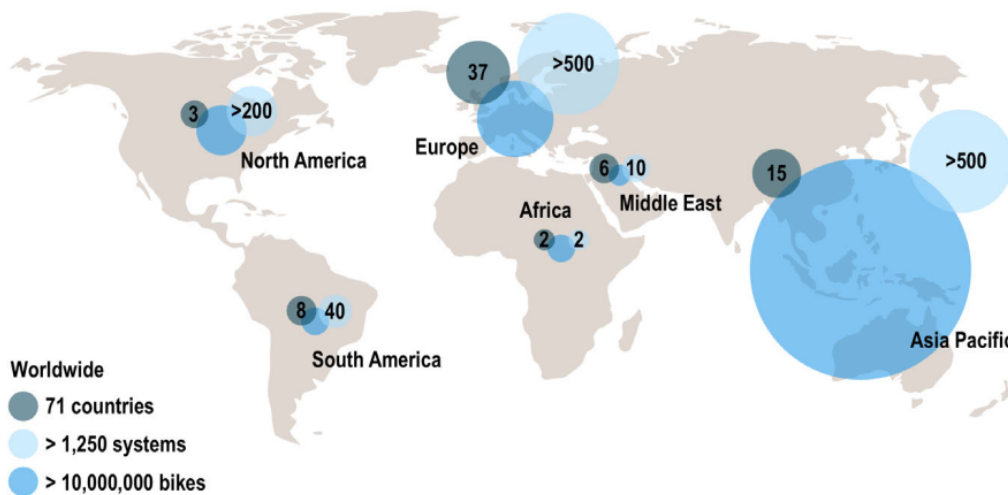 37
>500
3
>200
North America
Europe
6
10
Middle East
15
>500
Africa
2
2
8
40
South America
Asia Pacific
Worldwide
71 countries
> 1,250 systems
> 10,000,000 bikes